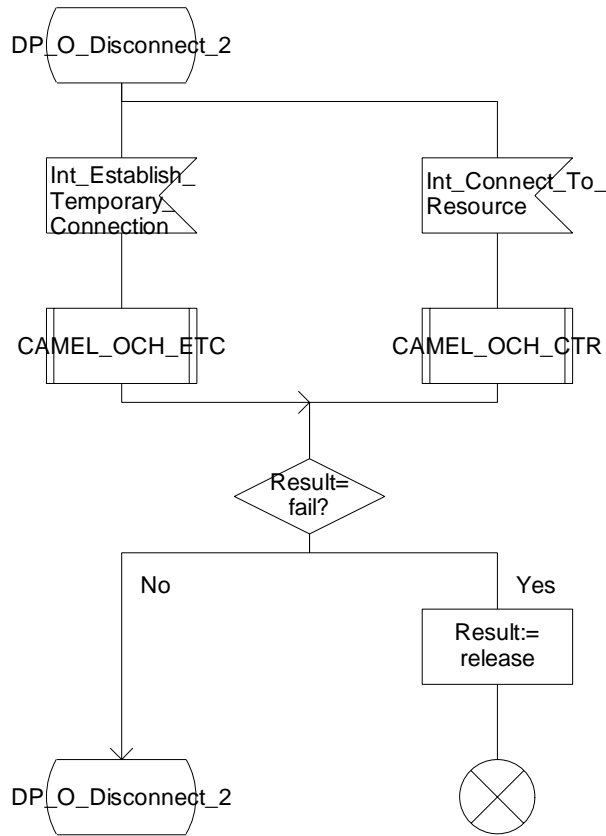 DP_O_Disconnect_2
Int_Establish_
Temporary_
Connection
Int_Connect_To_
Resource
CAMEL_OCH_ETC
CAMEL_OCH_CTR
Result=
fail?
No
Yes
Result:=
release
DP_O_Disconnect_2